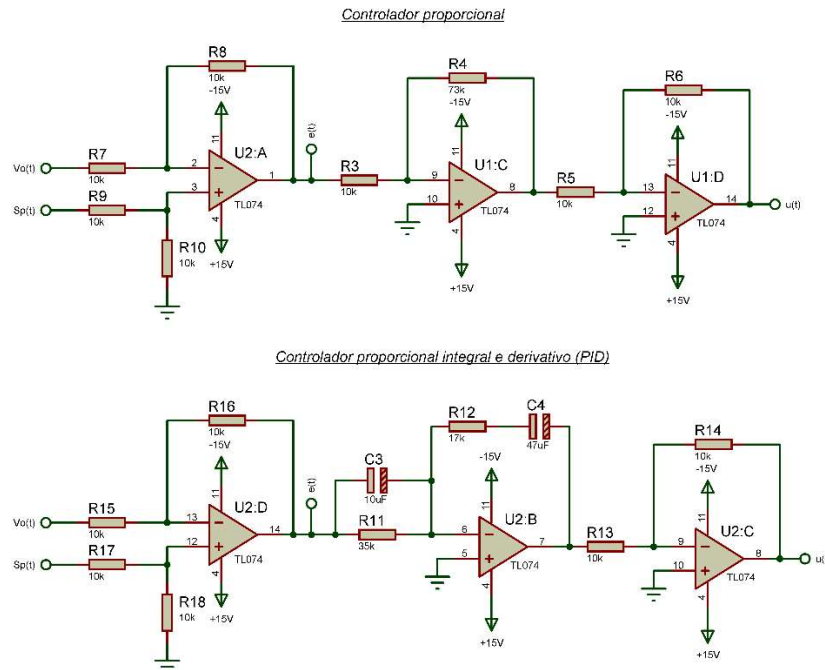 Controlador proporcional
R8
10k
-15V
11
Vo(t)
R7
10k
2
U2:A
1
e(t)
Sp(t)
R9
10k
3
TL074
4
R10
10k
+15V
R3
10k
R4
73k
-15V
11
9
U1:C
8
10
TL074
4
+15V
R5
10k
R6
10k
-15V
11
13
U1:D
14
u(t)
12
TL074
4
+15V
Controlador proporcional integral e derivativo (PID)
R16
10k
-15V
11
Vo(t)
R15
10k
13
U2:D
14
e(t)
Sp(t)
R17
10k
12
TL074
4
R18
10k
+15V
C3
10uF
R11
35k
R12
17k
C4
47uF
-15V
11
6
U2:B
7
5
TL074
4
+15V
R13
10k
R14
10k
-15V
11
9
U2:C
8
u(
10
TL074
4
+15V